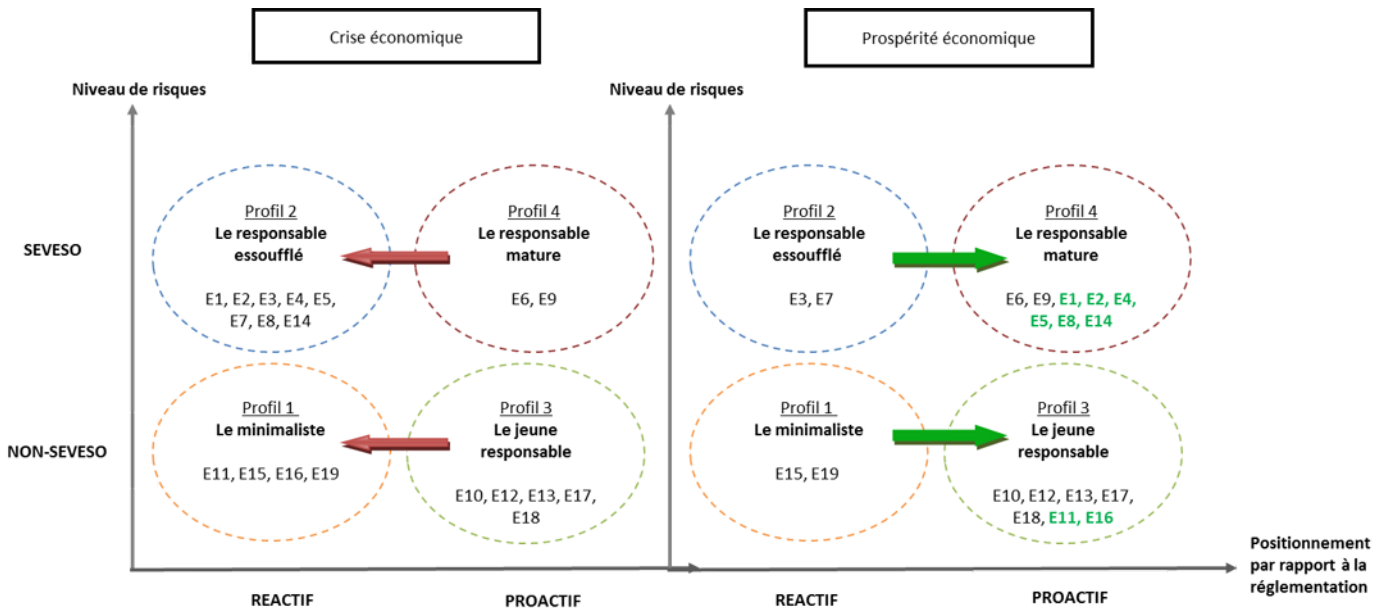 Crise économique
Prospérité économique
Niveau de risques
Niveau de risques
SEVESO
NON-SEVESO
Profil 2
Le responsable
essoufflé
E1, E2, E3, E4, E5,
E7, E8, E14
Profil 4
Le responsable
mature
E6, E9
Profil 1
Le minimaliste
E11, E15, E16, E19
Profil 3
Le jeune
responsable
E10, E12, E13, E17,
E18
Profil 2
Le responsable
essoufflé
E3, E7
Profil 4
Le responsable
mature
E6, E9, E1, E2, E4,
E5, E8, E14
Profil 1
Le minimaliste
E15, E19
Profil 3
Le jeune
responsable
E10, E12, E13, E17,
E18, E11, E16
REACTIF
PROACTIF
REACTIF
PROACTIF
Positionnement
par rapport à la
réglementation